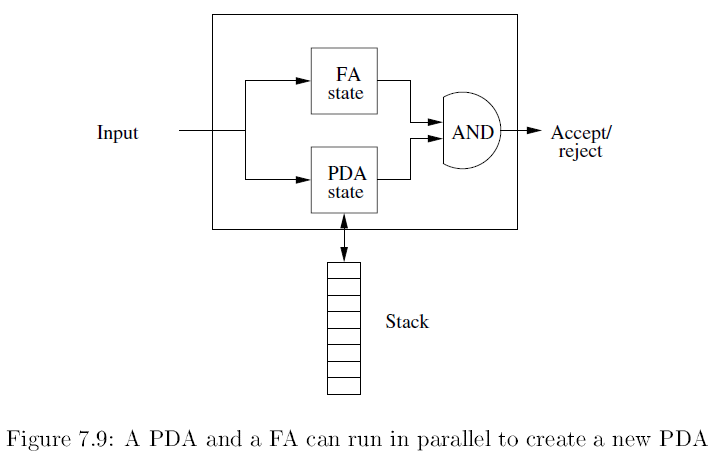 FA
state
Input
AND
Accept/
reject
PDA
state
Stack
Figure 7.9: A PDA and a FA can run in parallel to create a new PDA